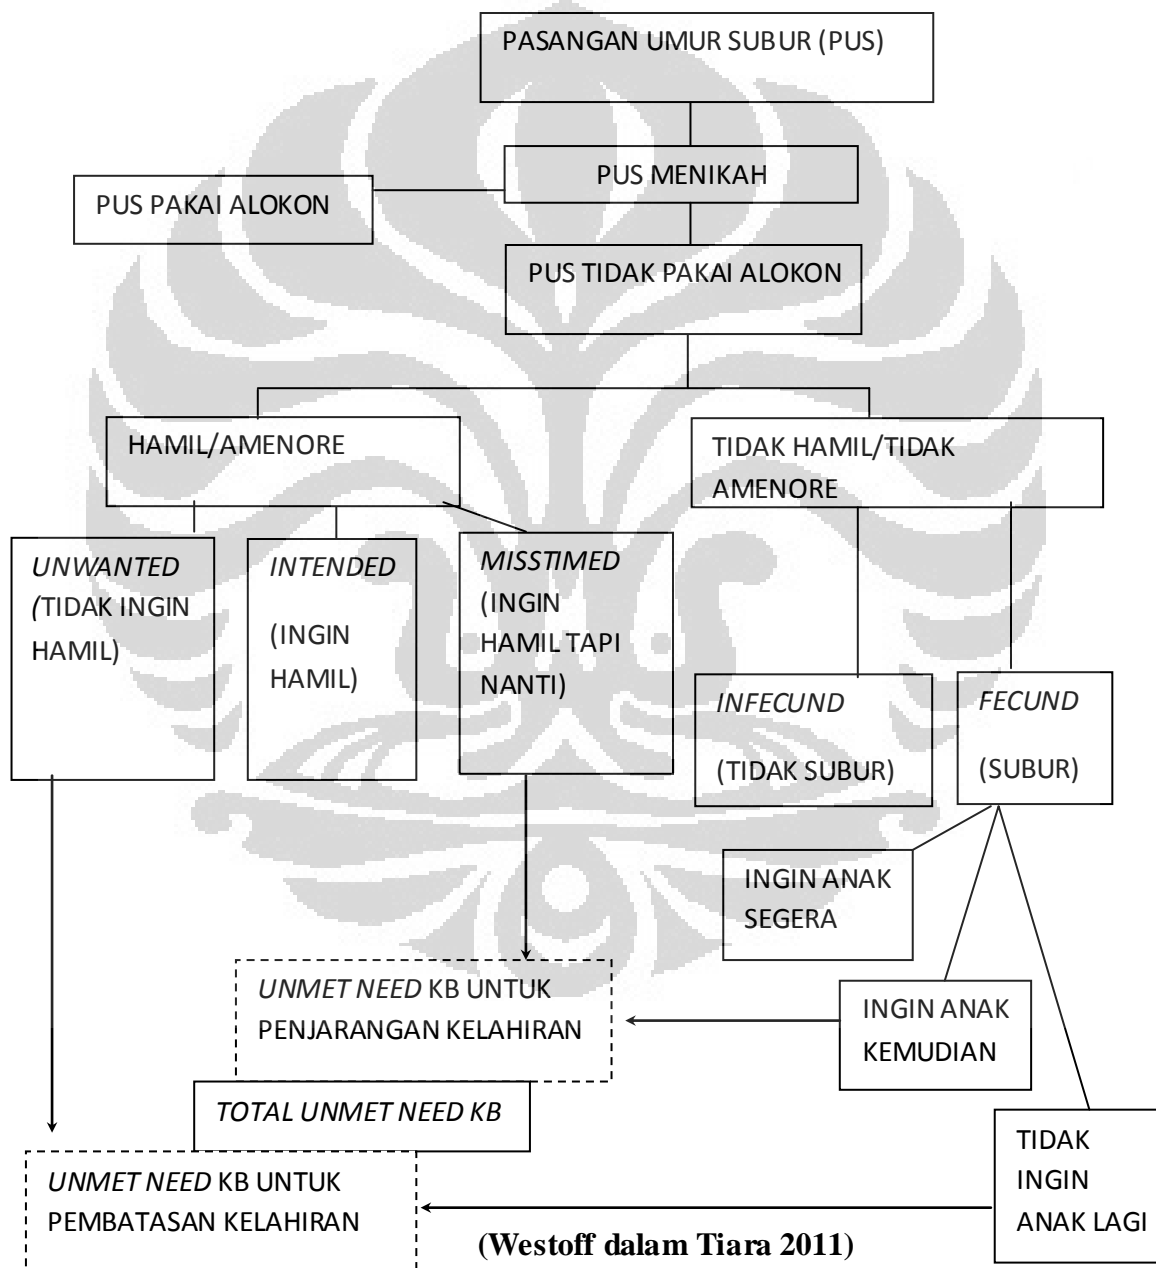 PASANGAN UMUR SUBUR (PUS)
PUS MENIKAH
PUS PAKAI ALOKON
PUS TIDAK PAKAI ALOKON
HAMIL/AMENORE
TIDAK HAMIL/TIDAK
AMENORE
UNWANTED
(TIDAK INGIN
HAMIL)
INTENDED
(INGIN
HAMIL)
MISSTIMED
(INGIN
HAMIL TAPI
NANTI)
INFECUND
(TIDAK SUBUR)
FECUND
(SUBUR)
INGIN ANAK
SEGERA
UNMET NEED KB UNTUK
PENJARANGAN KELAHIRAN
INGIN ANAK
KEMUDIAN
TOTAL UNMET NEED KB
TIDAK
INGIN
ANAK LAGI
UNMET NEED KB UNTUK
PEMBATASAN KELAHIRAN
(Westoff dalam Tiara 2011)